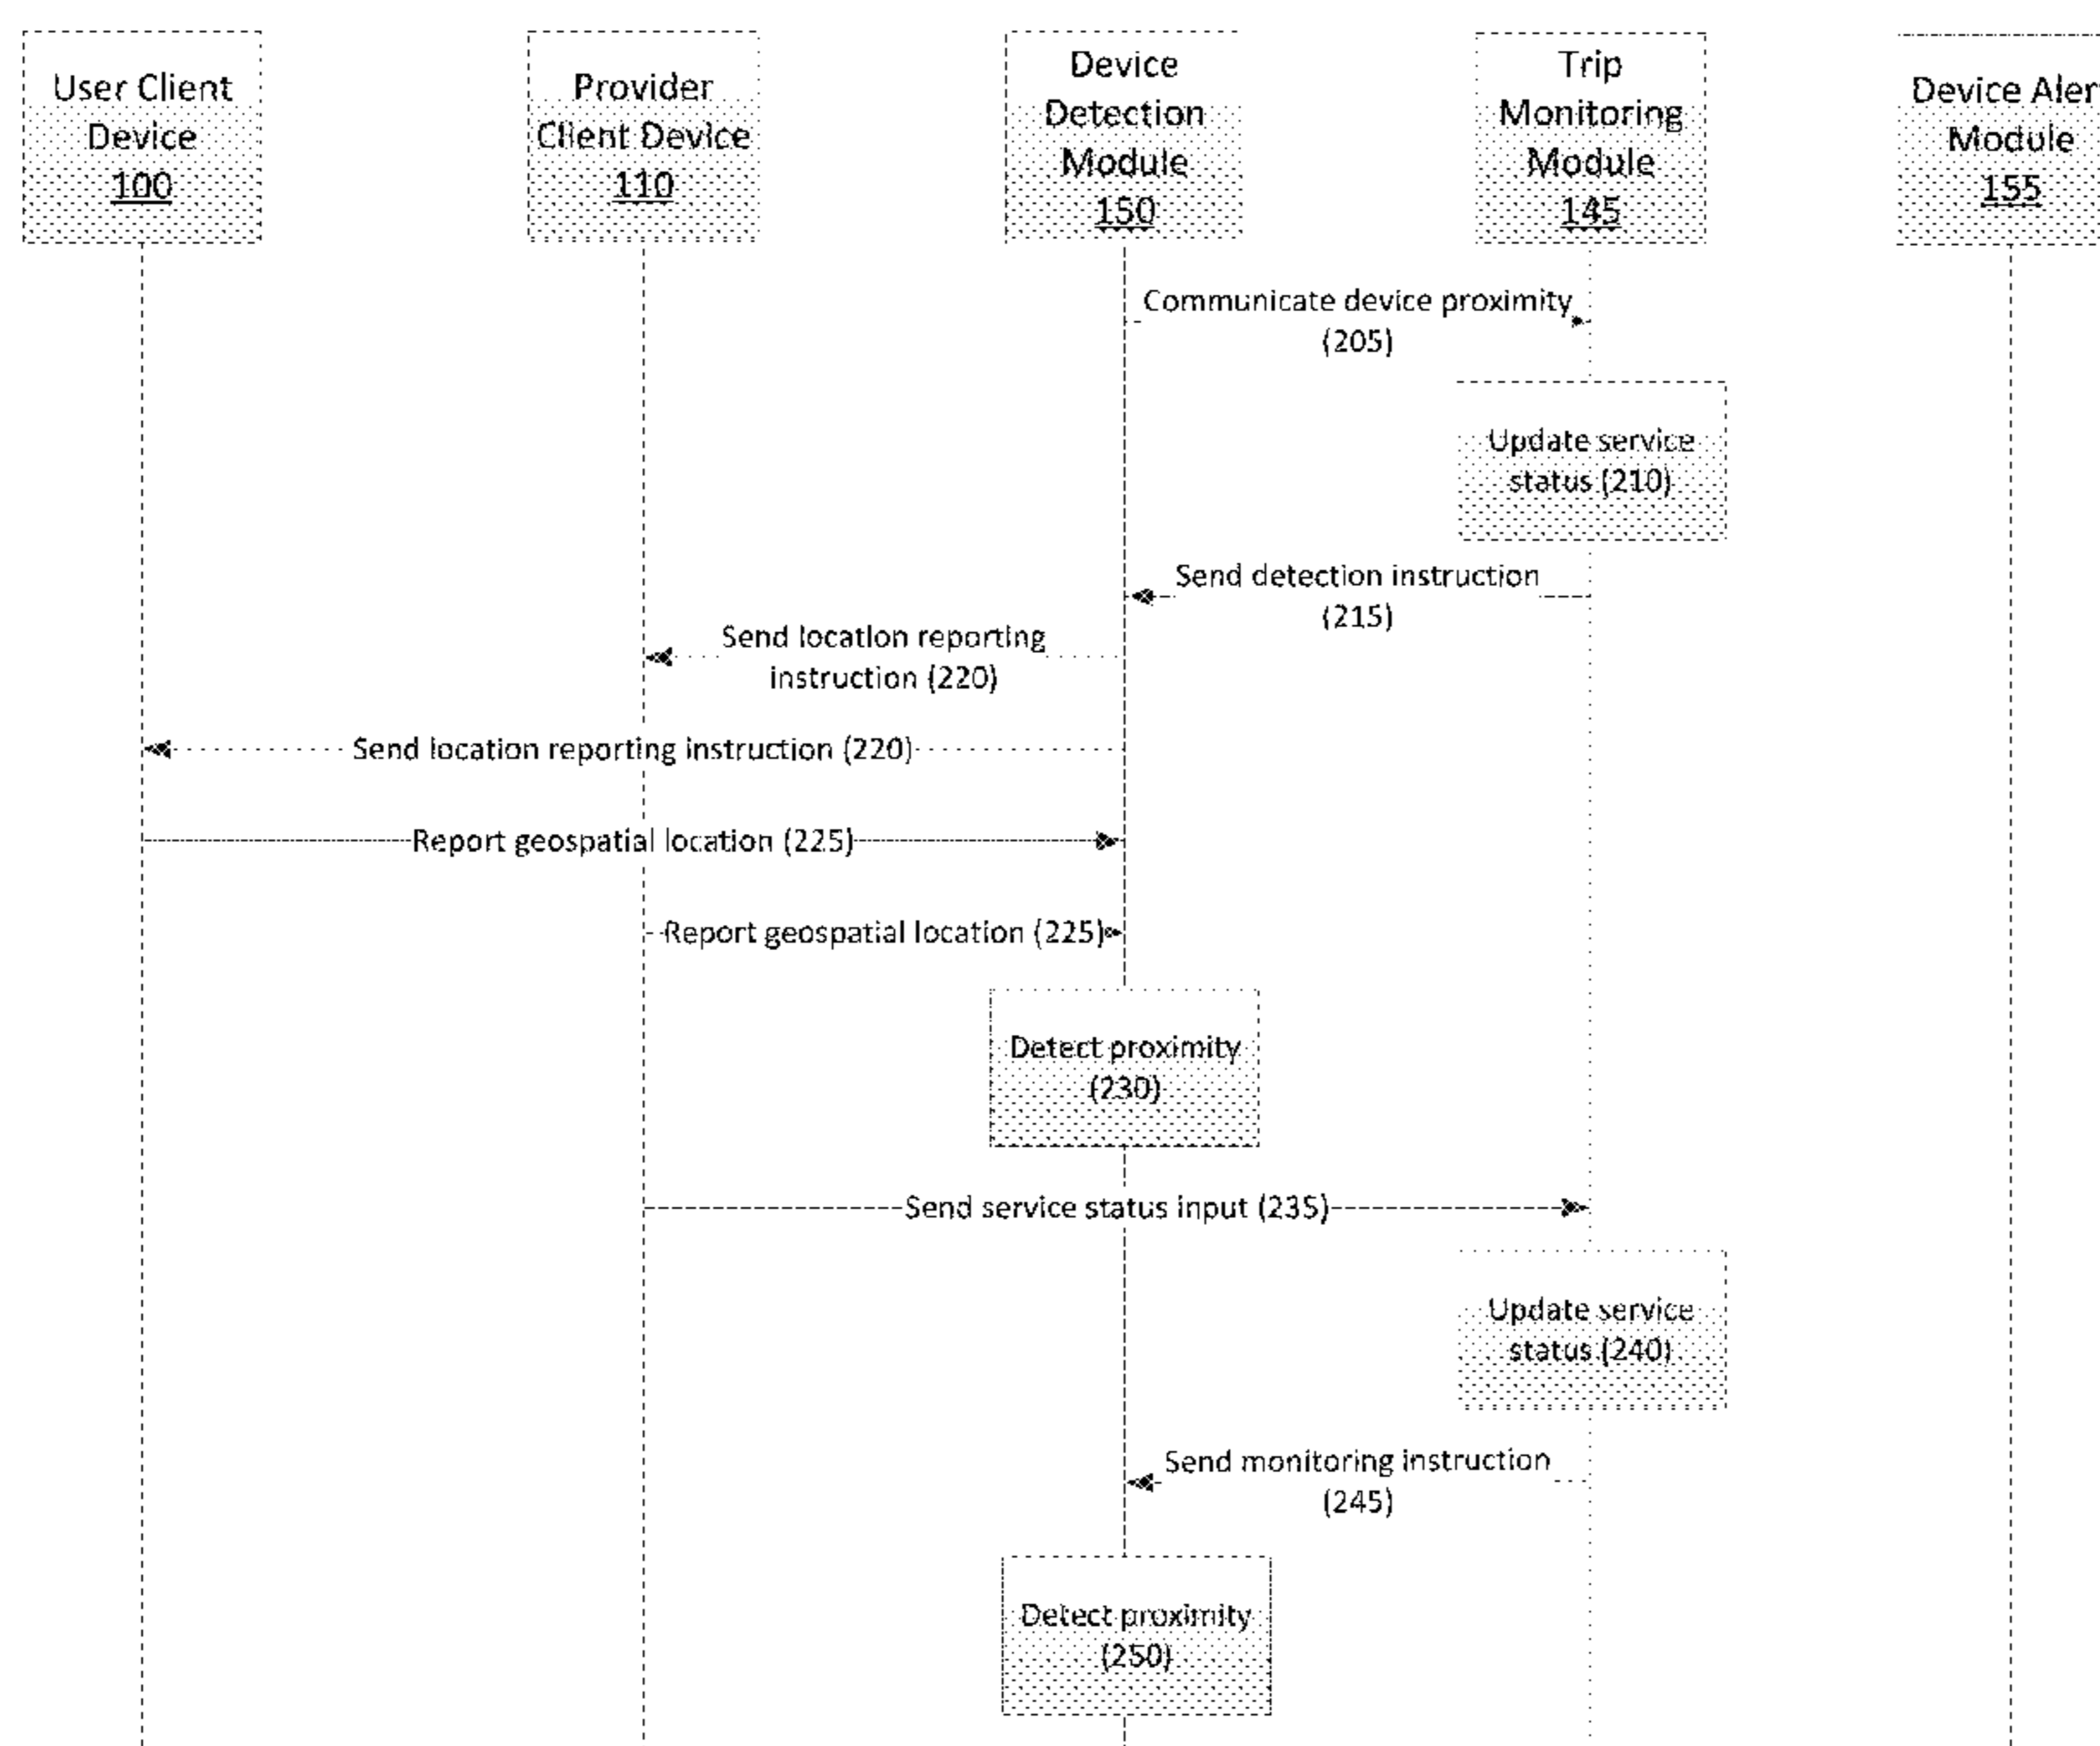 User Client
Device
100
Provider
Client Device
110
Device
Detection
Module
150
Trip
Monitoring
Module
145
Device Aler
Module
155
Communicate device proximity
(205)
Update service
status (210)
Send detection instruction
(215)
Send location reporting
instruction (220)
Send location reporting instruction (220)
Report geospatial location (225)
Report geospatial location (225)
Detect proximity
(230)
Send service status input (235)
Update service
status (240)
Send monitoring instruction
(245)
Detect proximity
(250)